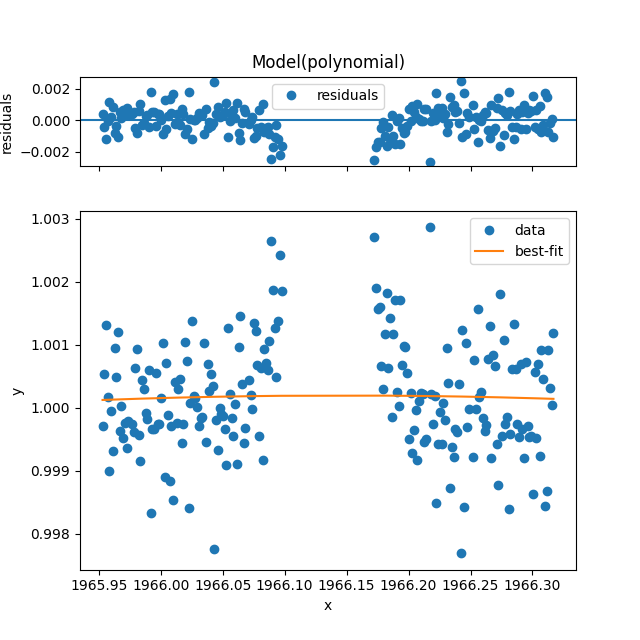 Model(polynomial)
residuals
0.002
0.000
−0.002
residuals
1.003
1.002
1.001
1.000
0.999
0.998
y
data
best-fit
1965.95 1966.00 1966.05 1966.10 1966.15 1966.20 1966.25 1966.30
x